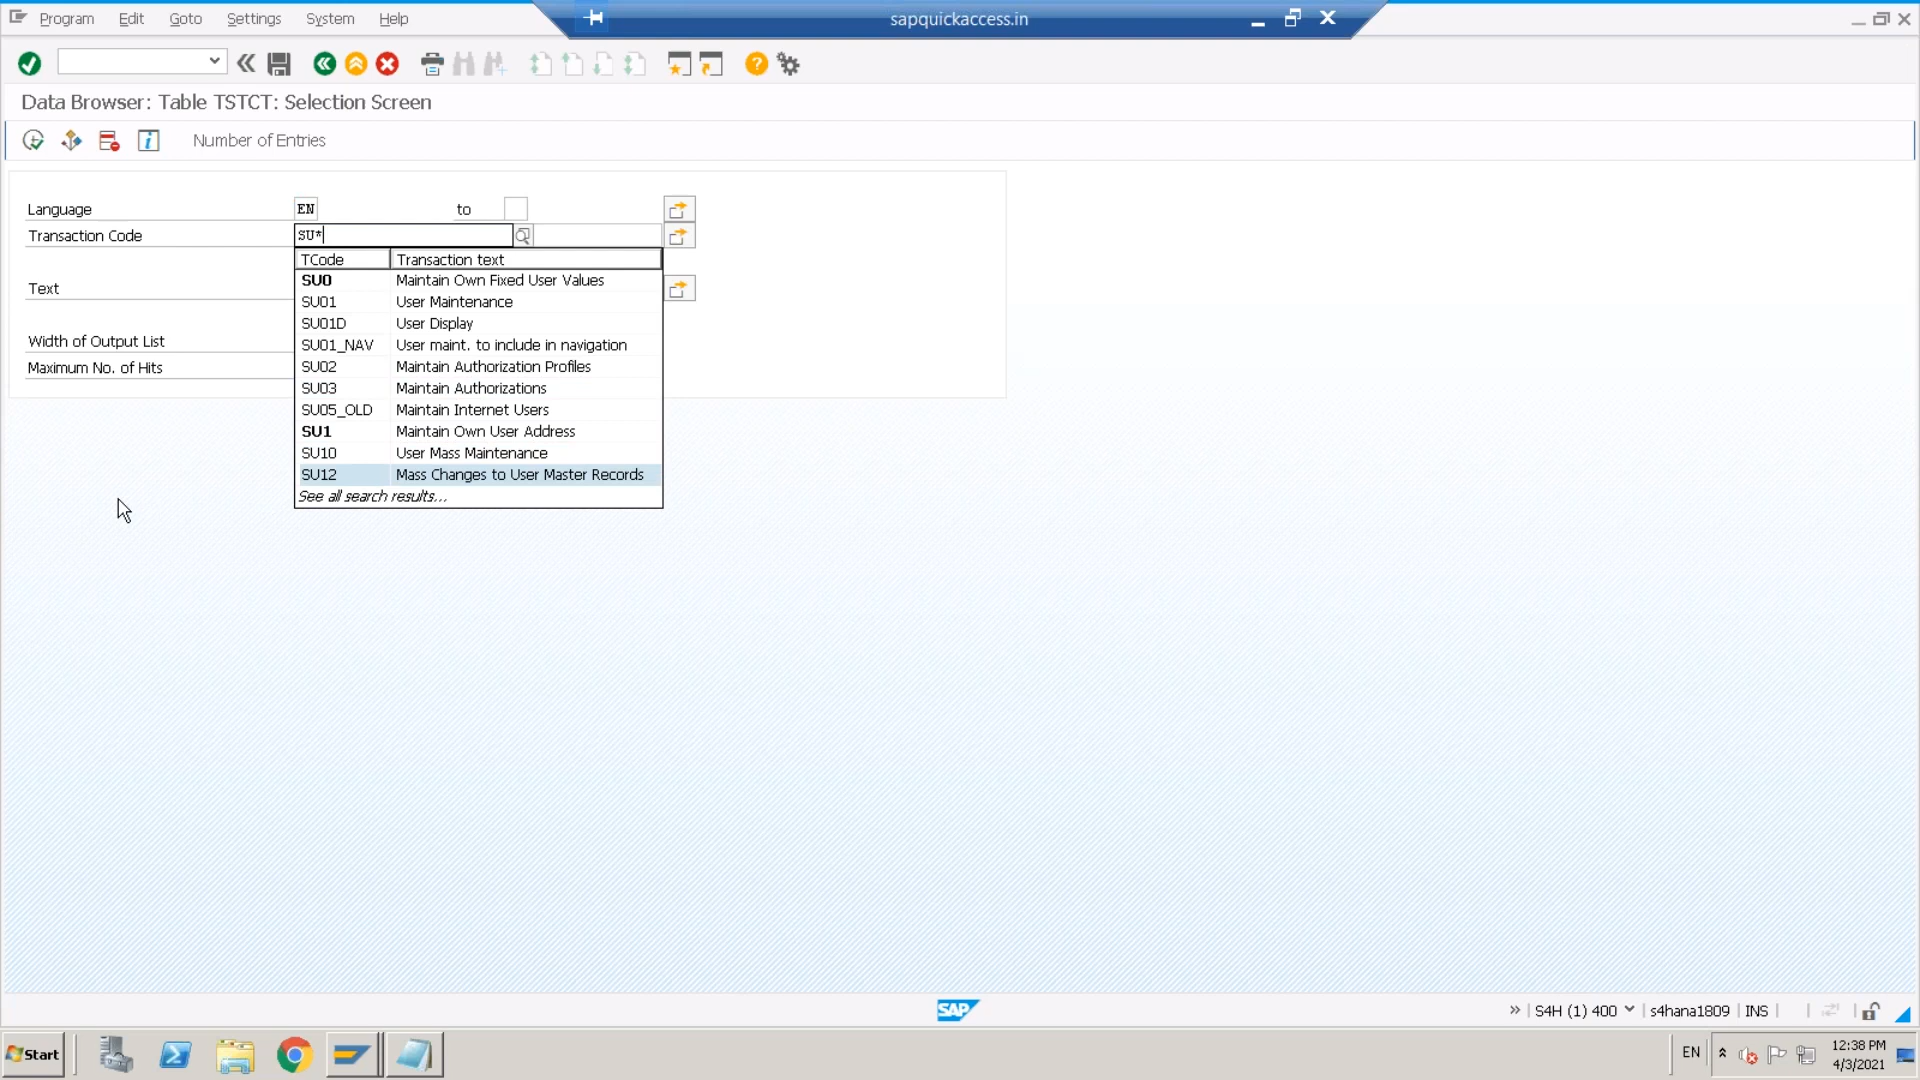 Program Edit Goto Settings System Help
sapquickaccess.in
Data Browser: Table TSTCT: Selection Screen
Number of Entries
Language EN to
Transaction Code SU*
TCode Transaction text
SU0 Maintain Own Fixed User Values
SU01 User Maintenance
SU01D User Display
SU01_NAV User maint. to include in navigation
SU02 Maintain Authorization Profiles
SU03 Maintain Authorizations
SU05_OLD Maintain Internet Users
SU1 Maintain Own User Address
SU10 User Mass Maintenance
SU12 Mass Changes to User Master Records
See all search results...
Text
Width of Output List
Maximum No. of Hits
SAP
S4H (1) 400 s4hana1809 INS
Start
EN
12:38 PM
4/3/2021